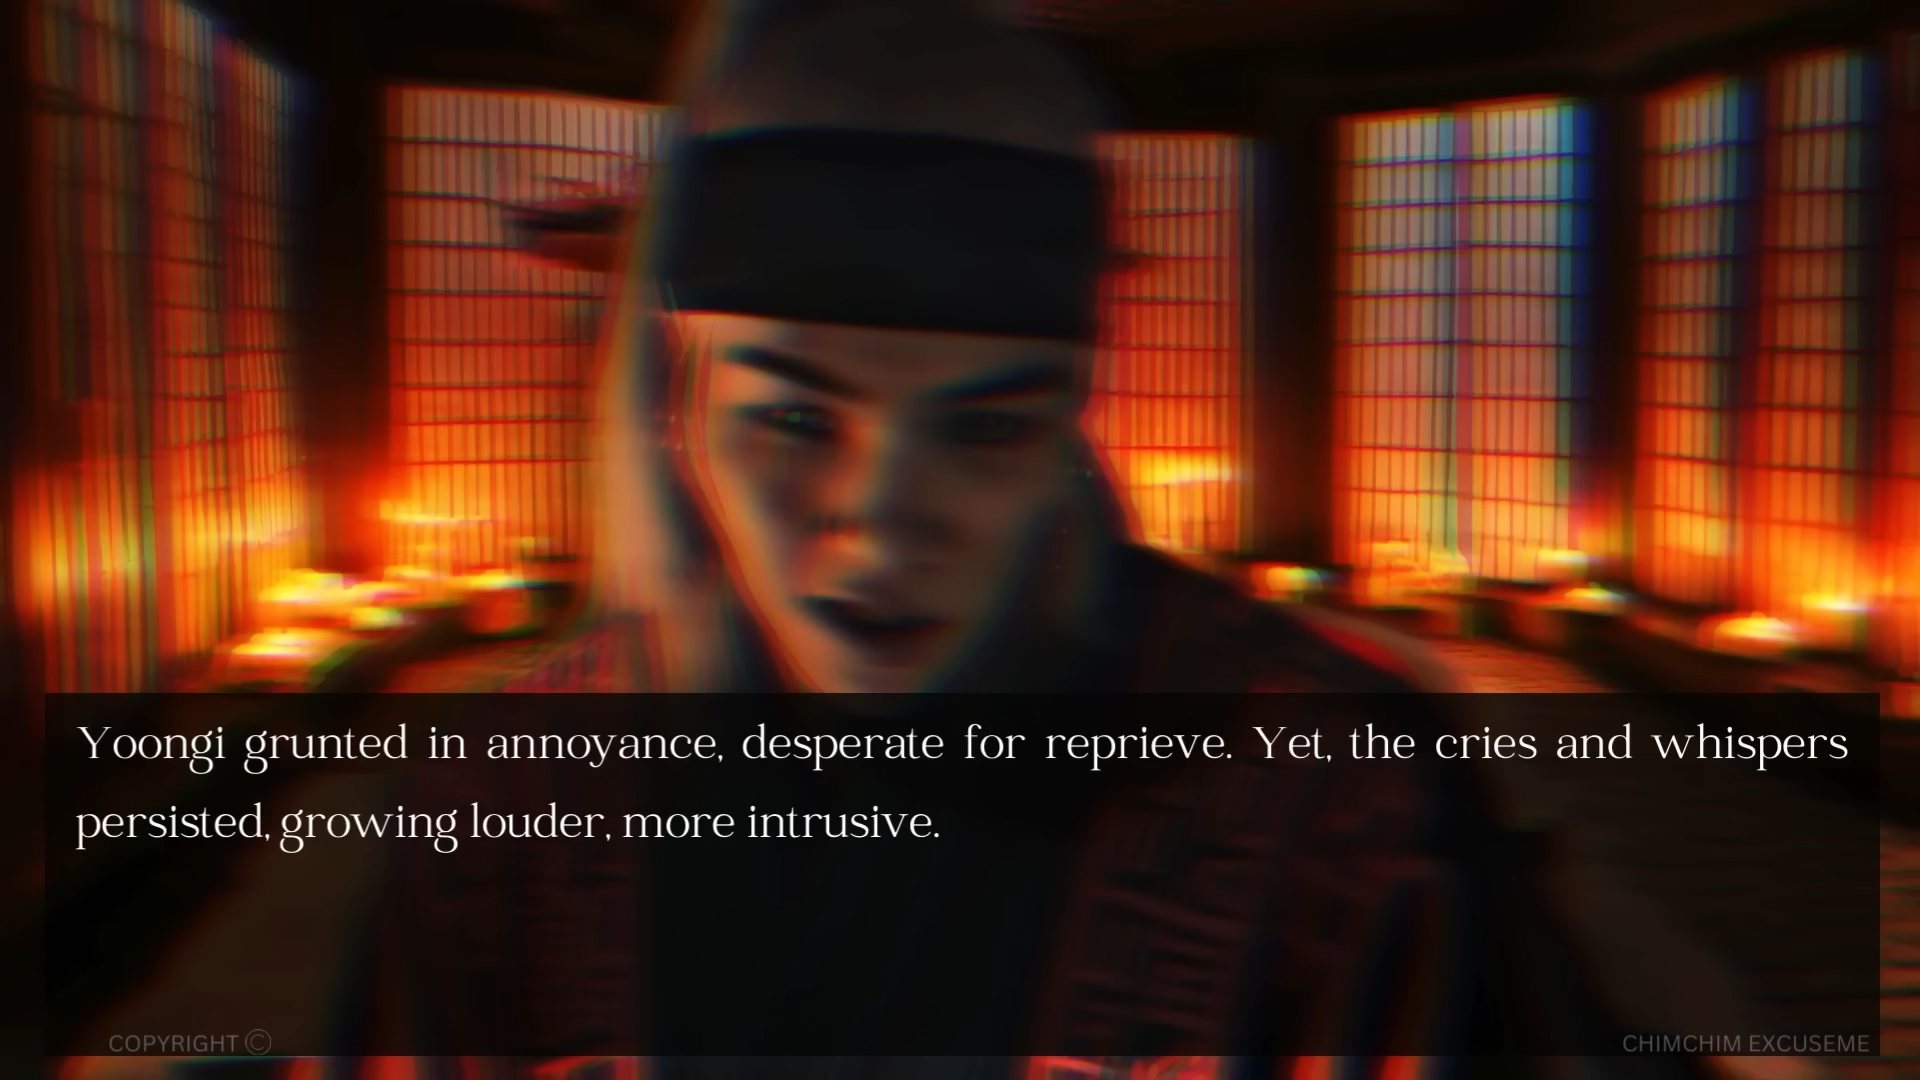 Yoongi grunted in annoyance, desperate for reprieve. Yet, the cries and whispers
persisted, growing louder, more intrusive.
COPYRIGHT ©
CHIMCHIM EXCUSEME